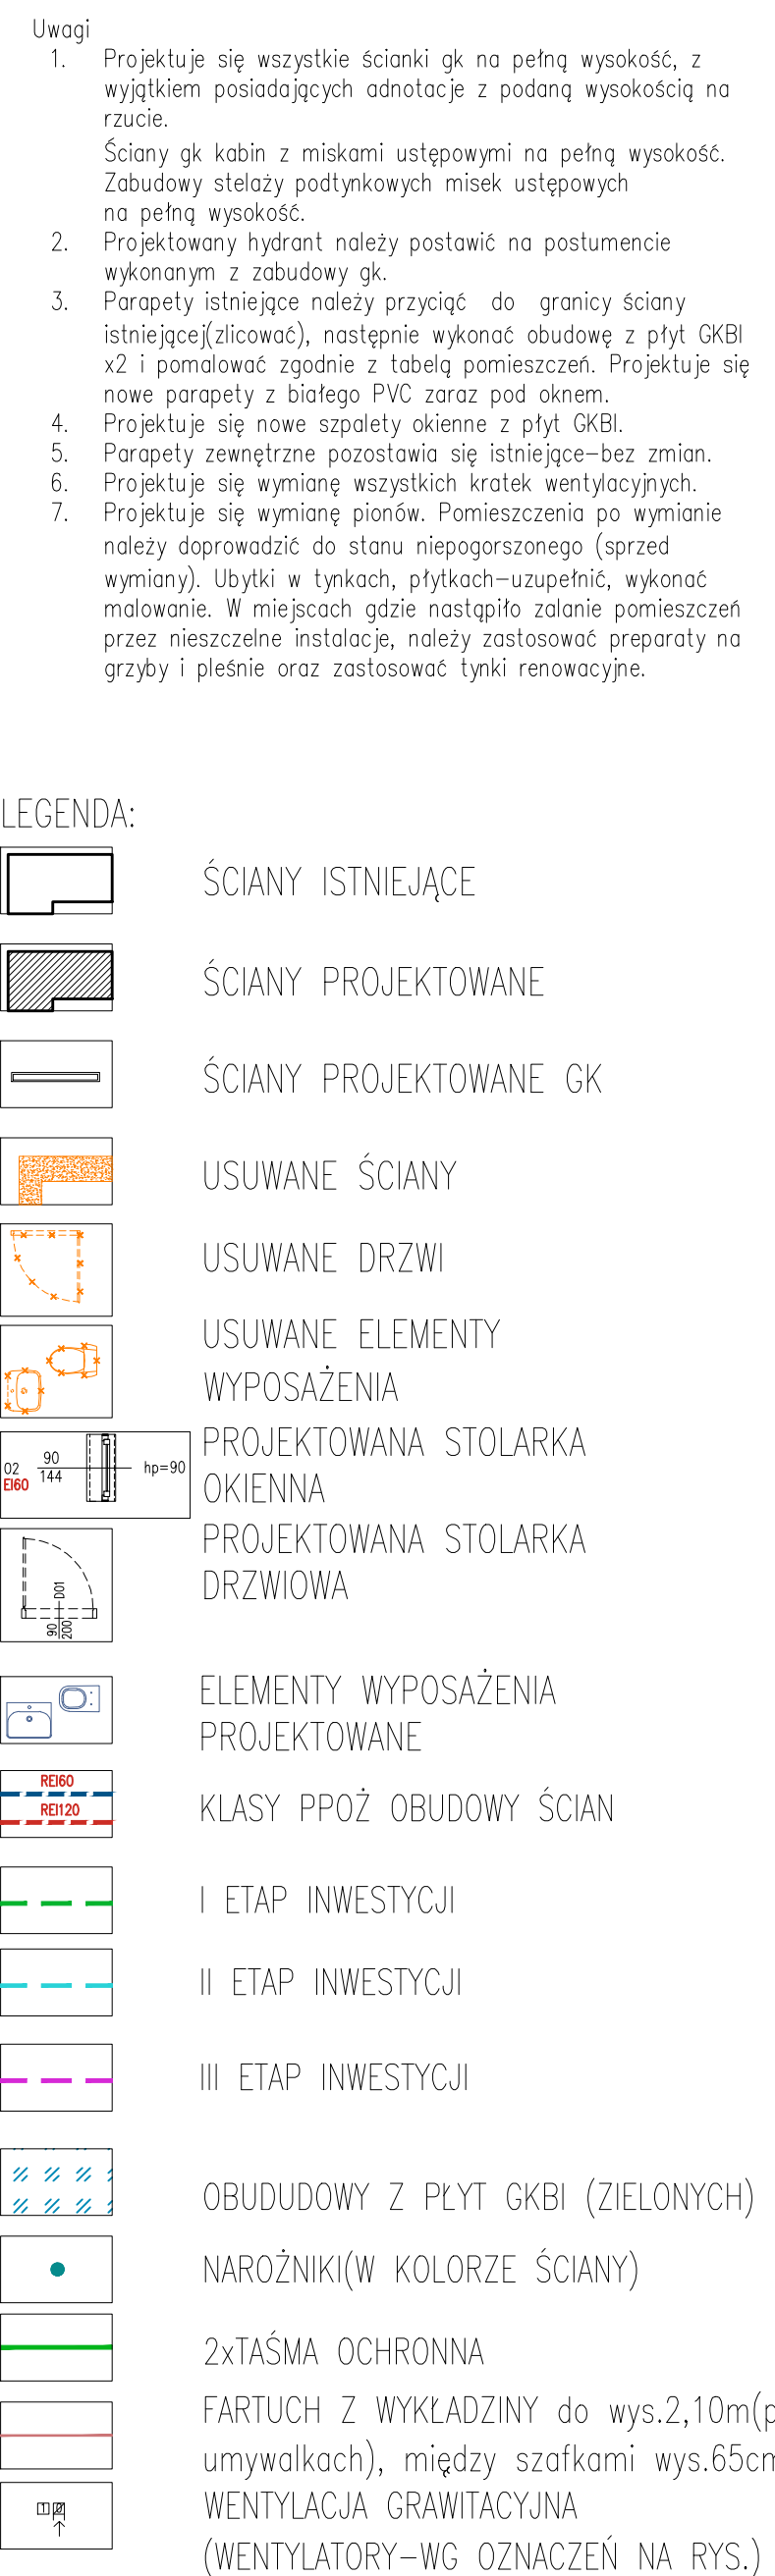 Uwagi
1. Projektuje się wszystkie ścianki gk na pełną wysokość, z
wyjątkiem posiadających adnotacje z podaną wysokością na
rzucie.
Ściany gk kabin z miskami ustępowymi na pełną wysokość.
Zabudowy stelaży podtynkowych misek ustępowych
na pełną wysokość.
2. Projektowany hydrant należy postawić na postumencie
wykonanym z zabudowy gk.
3. Parapety istniejące należy przyciąć do granicy ściany
istniejącej(zlicować), następnie wykonać obudowę z płyt GKBI
x2 i pomalować zgodnie z tabelą pomieszczeń. Projektuje się
nowe parapety z białego PVC zaraz pod oknem.
4. Projektuje się nowe szpalety okienne z płyt GKBI.
5. Parapety zewnętrzne pozostawia się istniejące-bez zmian.
6. Projektuje się wymianę wszystkich kratek wentylacyjnych.
7. Projektuje się wymianę pionów. Pomieszczenia po wymianie
należy doprowadzić do stanu niepogorszonego (sprzed
wymiany). Ubytki w tynkach, płytkach-uzupełnić, wykonać
malowanie. W miejscach gdzie nastąpiło zalanie pomieszczeń
przez nieszczelne instalacje, należy zastosować preparaty na
grzyby i pleśnie oraz zastosować tynki renowacyjne.
LEGENDA:
ŚCIANY ISTNIEJĄCE
ŚCIANY PROJEKTOWANE
ŚCIANY PROJEKTOWANE GK
USUWANE ŚCIANY
USUWANE DRZWI
USUWANE ELEMENTY
WYPOSAŻENIA
O2
EI60
90
144
hp=90
PROJEKTOWANA STOLARKA
OKIENNA
PROJEKTOWANA STOLARKA
DRZWIOWA
D01
90
200
ELEMENTY WYPOSAŻENIA
PROJEKTOWANE
REI60
REI120
KLASY PPOŻ OBUDOWY ŚCIAN
I ETAP INWESTYCJI
II ETAP INWESTYCJI
III ETAP INWESTYCJI
OBUDUDOWY Z PŁYT GKBI (ZIELONYCH)
NAROŻNIKI(W KOLORZE ŚCIANY)
2xTAŚMA OCHRONNA
FARTUCH Z WYKŁADZINY do wys.2,10m(p
umywalkach), między szafkami wys.65cm
WENTYLACJA GRAWITACYJNA
(WENTYLATORY-WG OZNACZEŃ NA RYS.)